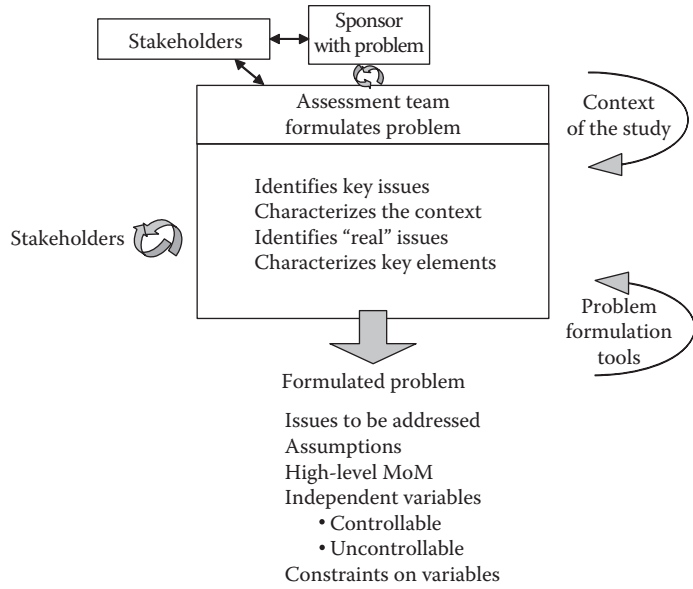 Stakeholders
Sponsor
with problem
Assessment team
formulates problem
Context
of the study
Identifies key issues
Characterizes the context
Identifies “real” issues
Characterizes key elements
Stakeholders
Problem
formulation
tools
Formulated problem
Issues to be addressed
Assumptions
High-level MoM
Independent variables
• Controllable
• Uncontrollable
Constraints on variables